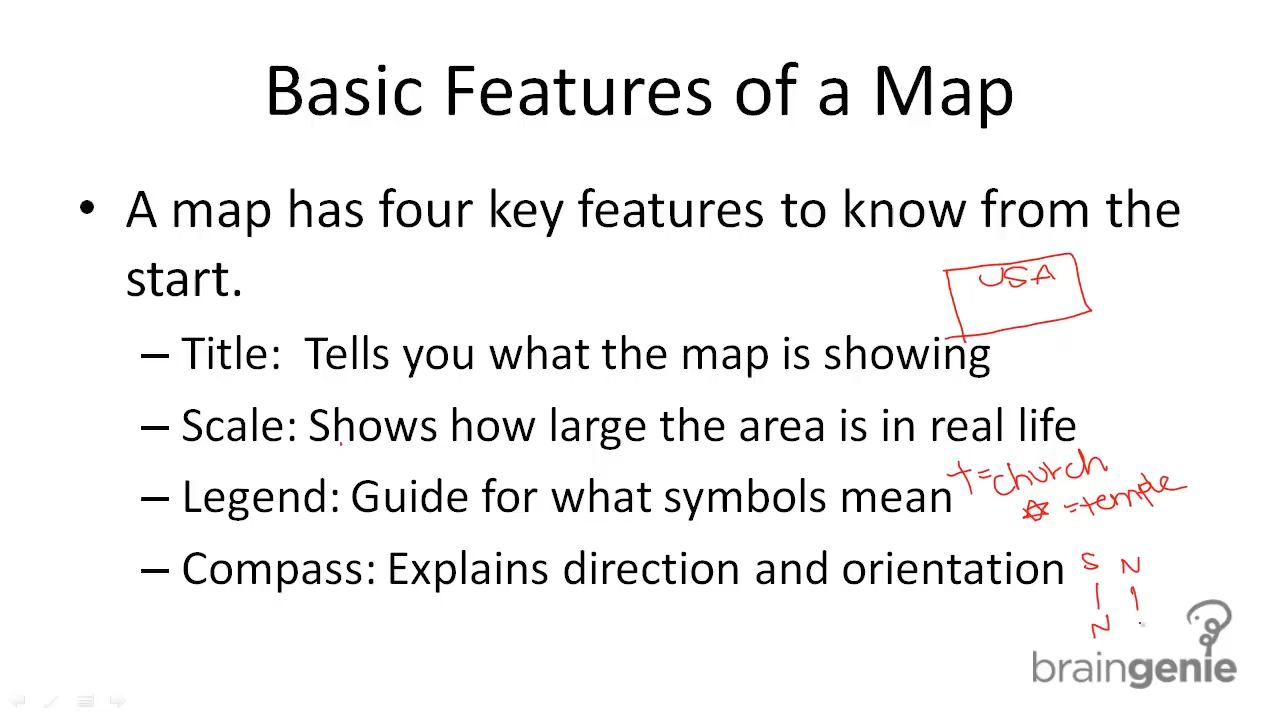 Basic Features of a Map
• A map has four key features to know from the
start.
USA
– Title: Tells you what the map is showing
– Scale: Shows how large the area is in real life
– Legend: Guide for what symbols mean
†=church
✡=temple
– Compass: Explains direction and orientation
S N
| |
N
braingenie